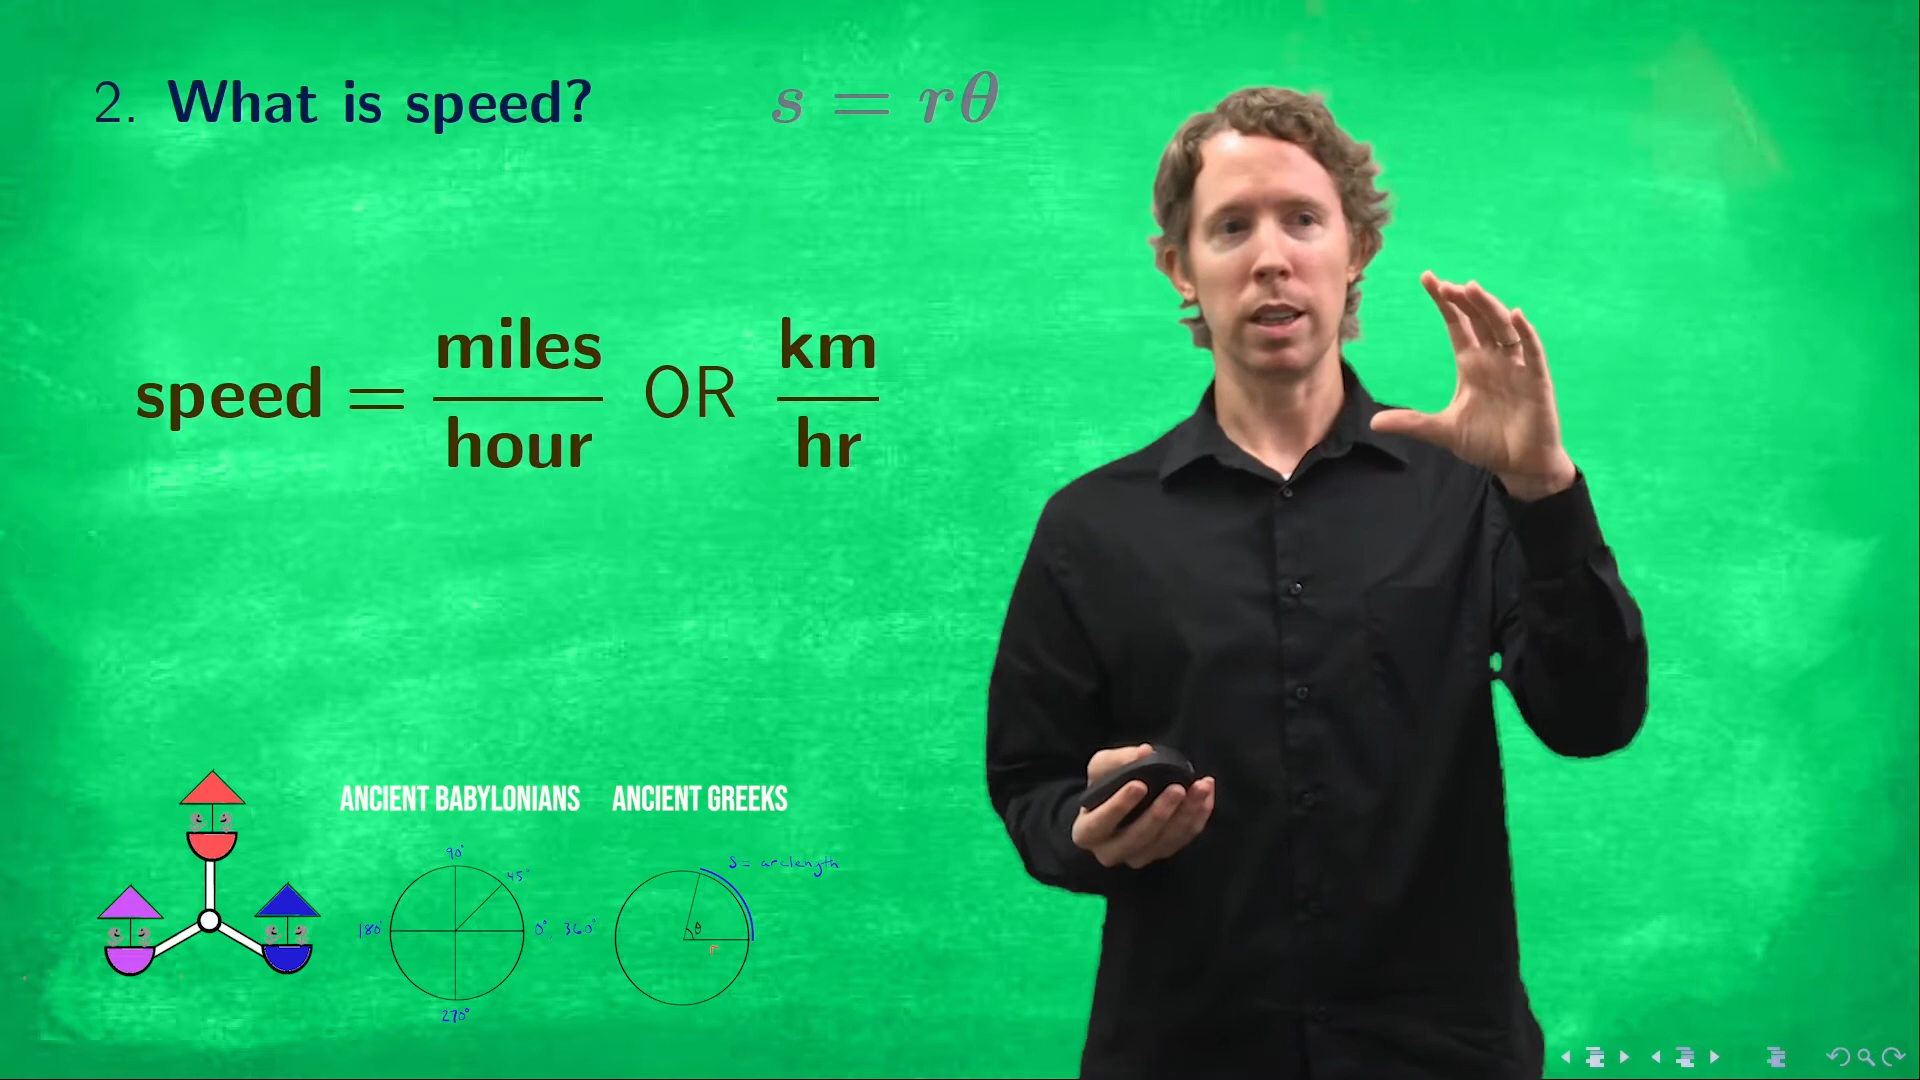 2. What is speed? s = rθ
speed = miles/hour OR km/hr
ANCIENT BABYLONIANS ANCIENT GREEKS
90°
45°
180°
0°, 360°
270°
S = arclength
θ
r